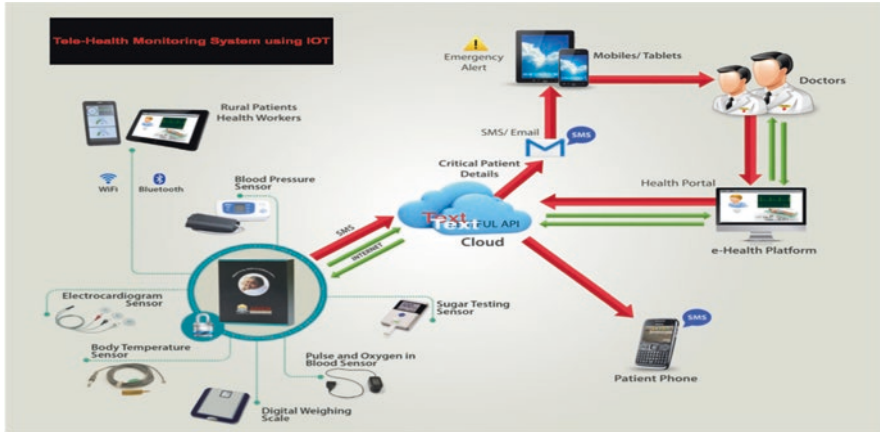 Tele-Health Monitoring System using IOT
Emergency
Alert
Mobiles/ Tablets
Doctors
Rural Patients
Health Workers
SMS/ Email
SMS
WiFi
Bluetooth
Blood Pressure
Sensor
Critical Patient
Details
Health Portal
SMS
INTERNET
Text
Text FUL API
Cloud
e-Health Platform
Electrocardiogram
Sensor
Sugar Testing
Sensor
SMS
Body Temperature
Sensor
Pulse and Oxygen in
Blood Sensor
Patient Phone
Digital Weighing
Scale